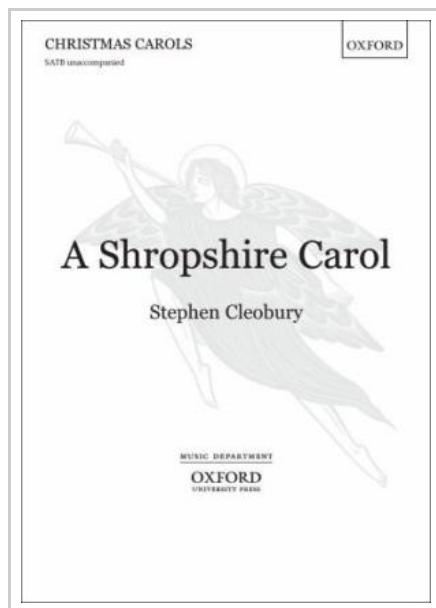 CHRISTMAS CAROLS
OXFORD
SATB unaccompanied
A Shropshire Carol
Stephen Cleobury
MUSIC DEPARTMENT
OXFORD
UNIVERSITY PRESS